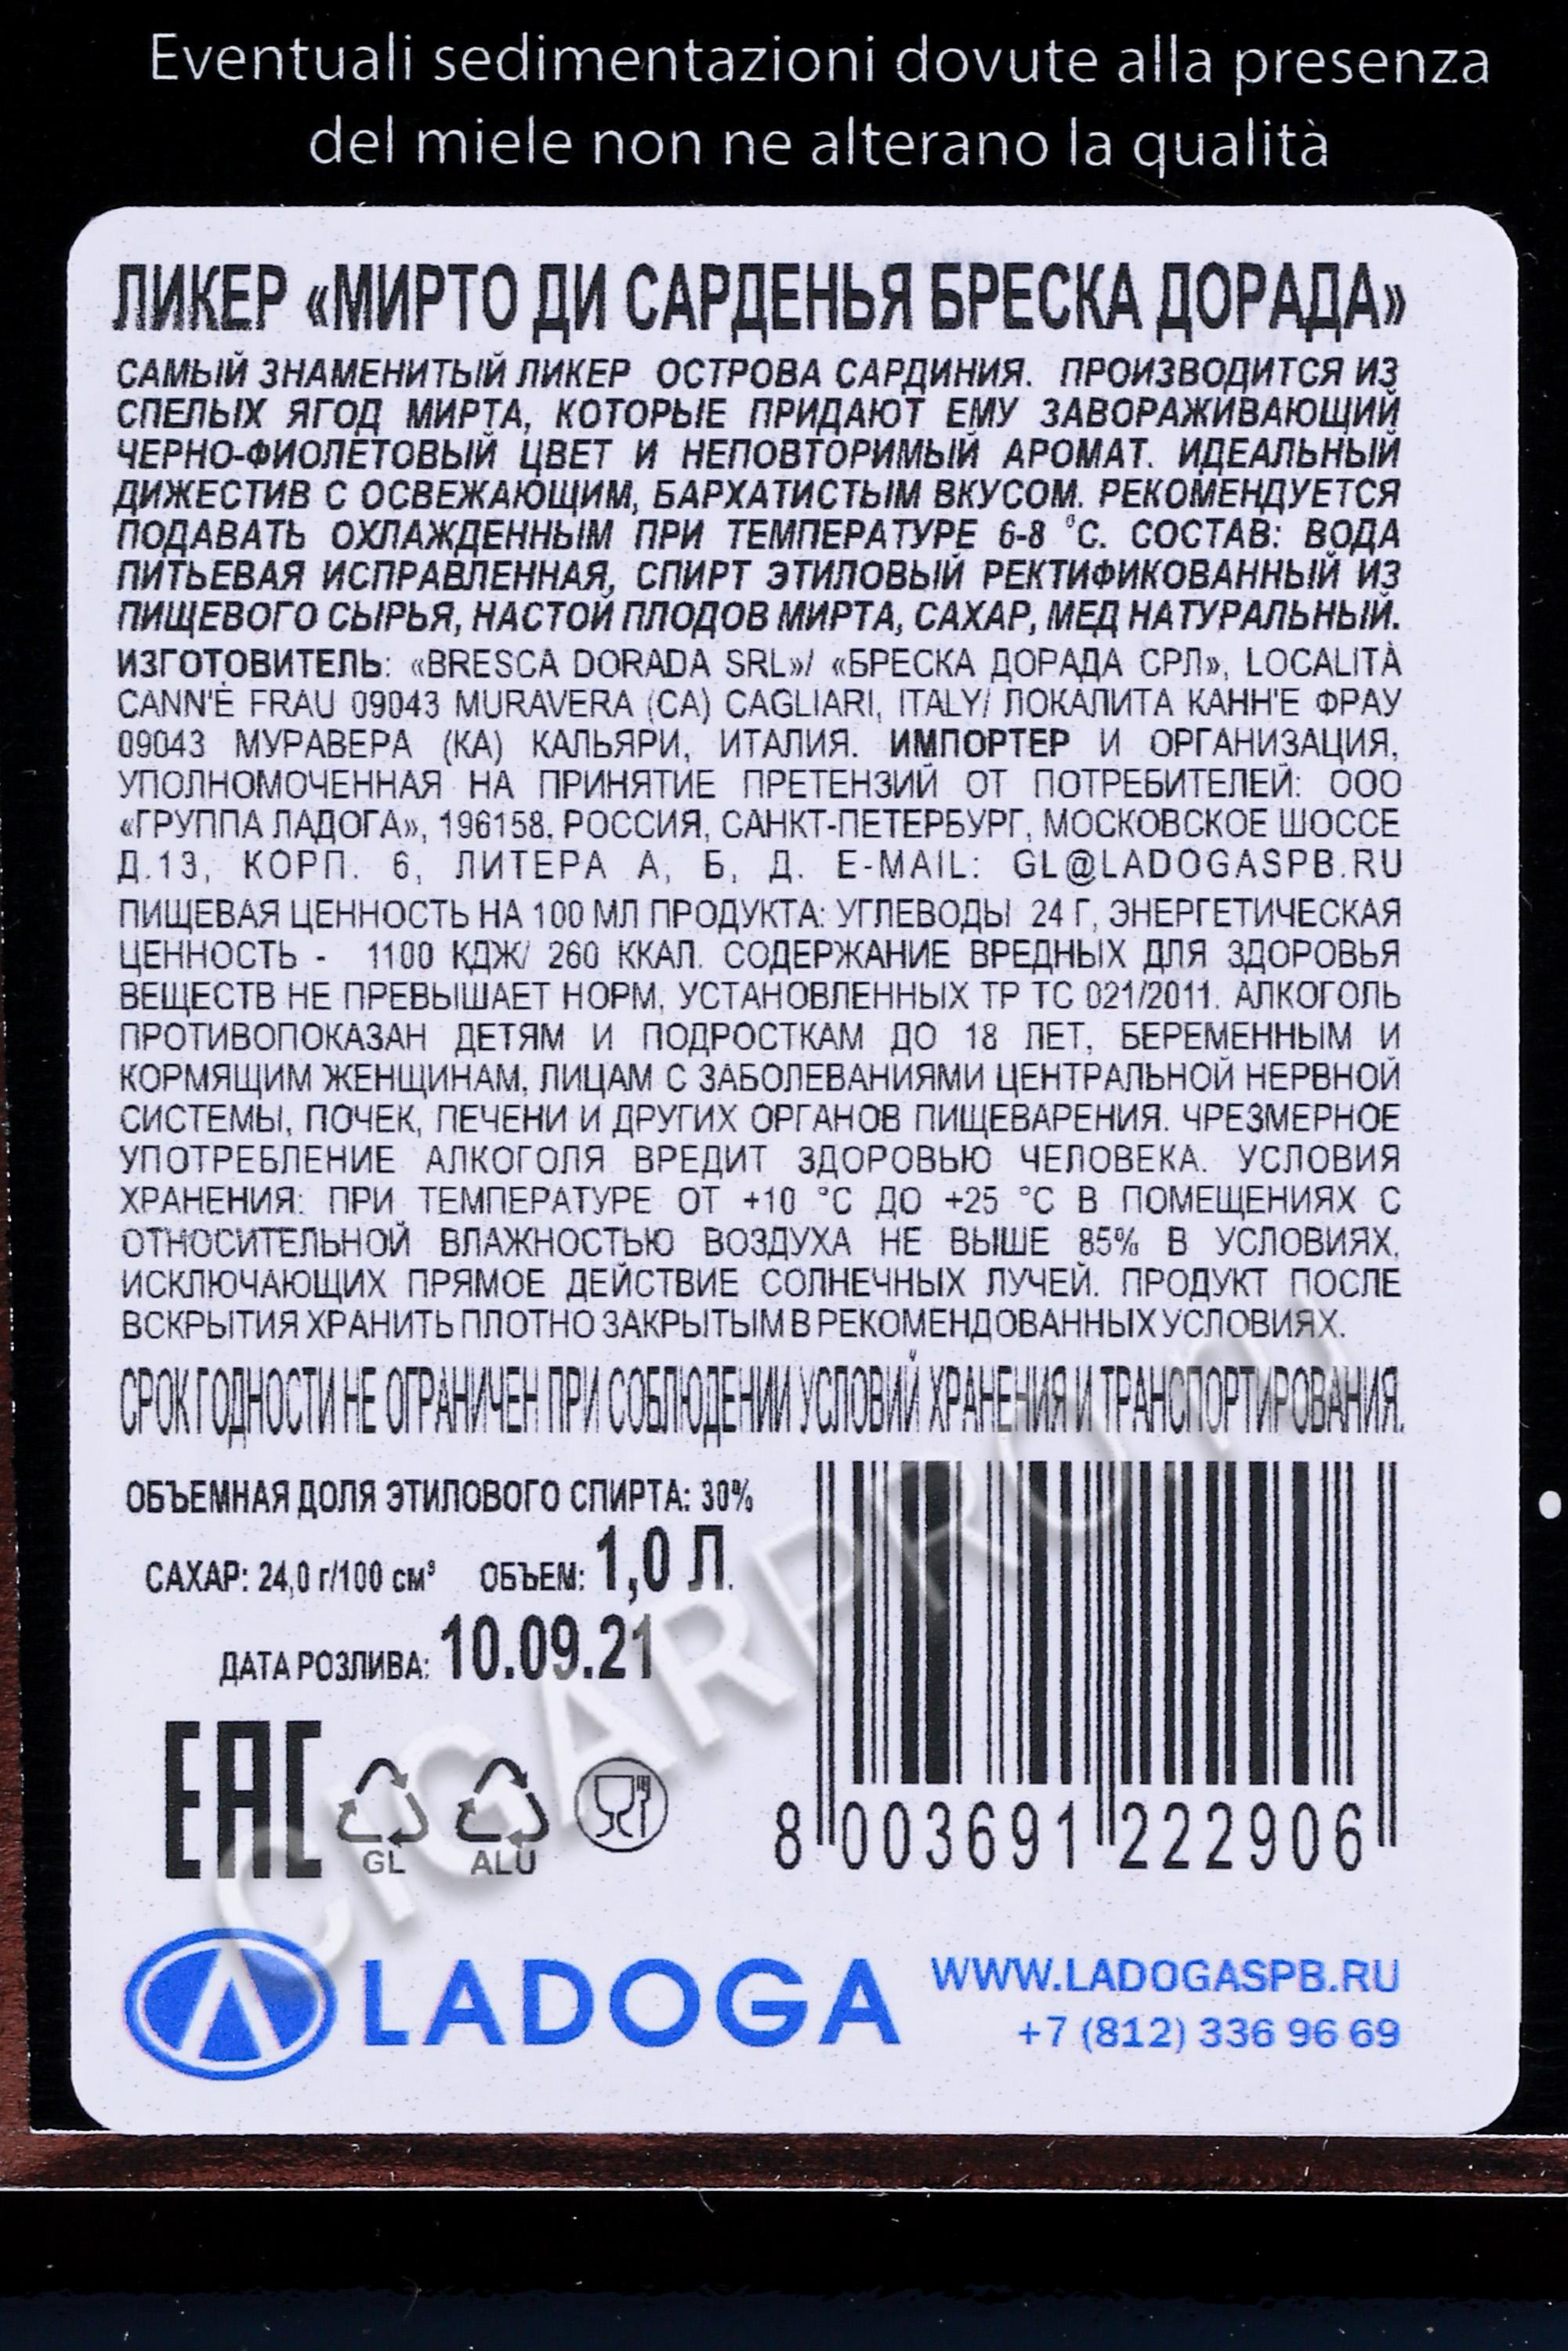 Eventuali sedimentazioni dovute alla presenza
del miele non ne alterano la qualità
ЛИКЕР «МИРТО ДИ САРДЕНЬЯ БРЕСКА ДОРАДА»
САМЫЙ ЗНАМЕНИТЫЙ ЛИКЕР ОСТРОВА САРДИНИЯ. ПРОИЗВОДИТСЯ ИЗ
СПЕЛЫХ ЯГОД МИРТА, КОТОРЫЕ ПРИДАЮТ ЕМУ ЗАВОРАЖИВАЮЩИЙ
ЧЕРНО-ФИОЛЕТОВЫЙ ЦВЕТ И НЕПОВТОРИМЫЙ АРОМАТ. ИДЕАЛЬНЫЙ
ДИЖЕСТИВ С ОСВЕЖАЮЩИМ, БАРХАТИСТЫМ ВКУСОМ. РЕКОМЕНДУЕТСЯ
ПОДАВАТЬ ОХЛАЖДЕННЫМ ПРИ ТЕМПЕРАТУРЕ 6-8 °С. СОСТАВ: ВОДА
ПИТЬЕВАЯ ИСПРАВЛЕННАЯ, СПИРТ ЭТИЛОВЫЙ РЕКТИФИКОВАННЫЙ ИЗ
ПИЩЕВОГО СЫРЬЯ, НАСТОЙ ПЛОДОВ МИРТА, САХАР, МЕД НАТУРАЛЬНЫЙ.
ИЗГОТОВИТЕЛЬ: «BRESCA DORADA SRL»/ «БРЕСКА ДОРАДА СРЛ», LOCALITÀ
CANN'È FRAU 09043 MURAVERA (CA) CAGLIARI, ITALY/ ЛОКАЛИТА КАНН'Е ФРАУ
09043 МУРАВЕРА (КА) КАЛЬЯРИ, ИТАЛИЯ. ИМПОРТЕР И ОРГАНИЗАЦИЯ,
УПОЛНОМОЧЕННАЯ НА ПРИНЯТИЕ ПРЕТЕНЗИЙ ОТ ПОТРЕБИТЕЛЕЙ: ООО
«ГРУППА ЛАДОГА», 196158, РОССИЯ, САНКТ-ПЕТЕРБУРГ, МОСКОВСКОЕ ШОССЕ
Д.13, КОРП. 6, ЛИТЕРА А, Б, Д. E-MAIL: GL@LADOGASPB.RU
ПИЩЕВАЯ ЦЕННОСТЬ НА 100 МЛ ПРОДУКТА: УГЛЕВОДЫ 24 Г, ЭНЕРГЕТИЧЕСКАЯ
ЦЕННОСТЬ - 1100 КДЖ/ 260 ККАЛ. СОДЕРЖАНИЕ ВРЕДНЫХ ДЛЯ ЗДОРОВЬЯ
ВЕЩЕСТВ НЕ ПРЕВЫШАЕТ НОРМ, УСТАНОВЛЕННЫХ ТР ТС 021/2011. АЛКОГОЛЬ
ПРОТИВОПОКАЗАН ДЕТЯМ И ПОДРОСТКАМ ДО 18 ЛЕТ, БЕРЕМЕННЫМ И
КОРМЯЩИМ ЖЕНЩИНАМ, ЛИЦАМ С ЗАБОЛЕВАНИЯМИ ЦЕНТРАЛЬНОЙ НЕРВНОЙ
СИСТЕМЫ, ПОЧЕК, ПЕЧЕНИ И ДРУГИХ ОРГАНОВ ПИЩЕВАРЕНИЯ. ЧРЕЗМЕРНОЕ
УПОТРЕБЛЕНИЕ АЛКОГОЛЯ ВРЕДИТ ЗДОРОВЬЮ ЧЕЛОВЕКА. УСЛОВИЯ
ХРАНЕНИЯ: ПРИ ТЕМПЕРАТУРЕ ОТ +10 °С ДО +25 °С В ПОМЕЩЕНИЯХ С
ОТНОСИТЕЛЬНОЙ ВЛАЖНОСТЬЮ ВОЗДУХА НЕ ВЫШЕ 85% В УСЛОВИЯХ,
ИСКЛЮЧАЮЩИХ ПРЯМОЕ ДЕЙСТВИЕ СОЛНЕЧНЫХ ЛУЧЕЙ. ПРОДУКТ ПОСЛЕ
ВСКРЫТИЯ ХРАНИТЬ ПЛОТНО ЗАКРЫТЫМ В РЕКОМЕНДОВАННЫХ УСЛОВИЯХ.
СРОК ГОДНОСТИ НЕ ОГРАНИЧЕН ПРИ СОБЛЮДЕНИИ УСЛОВИЙ ХРАНЕНИЯ И ТРАНСПОРТИРОВАНИЯ.
ОБЪЕМНАЯ ДОЛЯ ЭТИЛОВОГО СПИРТА: 30%
САХАР: 24,0 г/100 см³ ОБЪЕМ: 1,0 Л.
ДАТА РОЗЛИВА: 10.09.21
EAC
GL ALU
8 003691 222906
LADOGA
WWW.LADOGASPB.RU
+7 (812) 336 96 69
CIGARPRO.ru